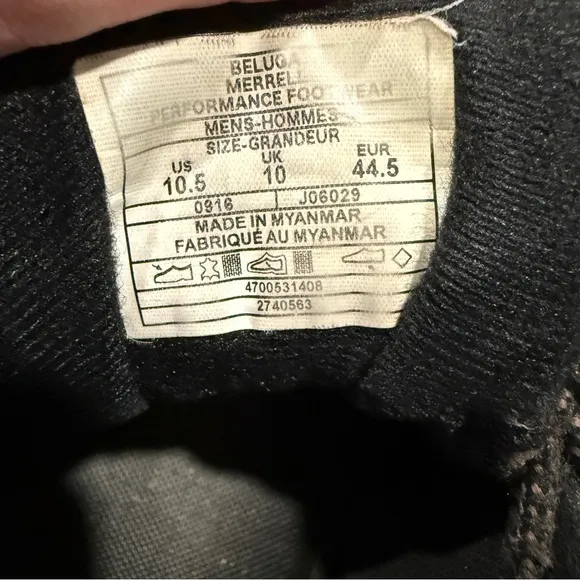 BELUGA
MERRELL
PERFORMANCE FOOTWEAR
MENS-HOMMES
SIZE-GRANDEUR
US UK EUR
10.5 10 44.5
0816 J06029
MADE IN MYANMAR
FABRIQUÉ AU MYANMAR
4700531408
2740563